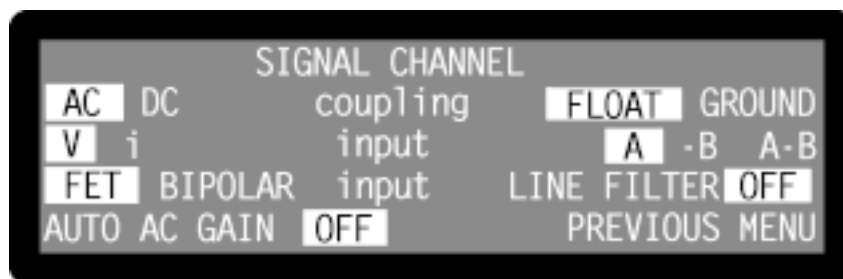 SIGNAL CHANNEL
AC DC coupling FLOAT GROUND
V i input A -B A-B
FET BIPOLAR input LINE FILTER OFF
AUTO AC GAIN OFF PREVIOUS MENU